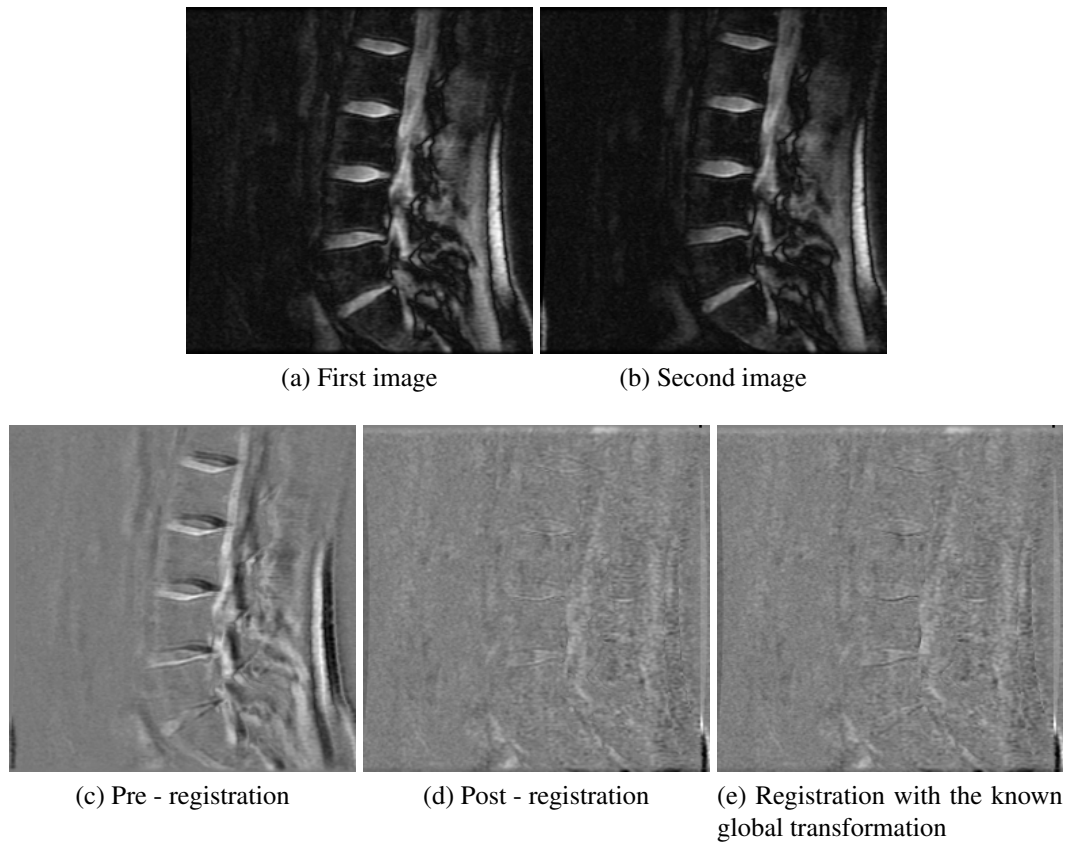 (a) First image
(b) Second image
(c) Pre - registration
(d) Post - registration
(e) Registration with the known
global transformation